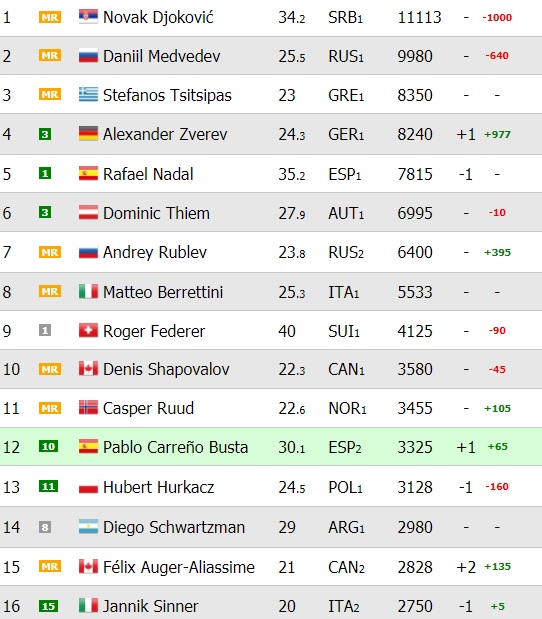 1 MR Novak Djoković 34.2 SRB1 11113 - -1000
2 MR Daniil Medvedev 25.5 RUS1 9980 - -640
3 MR Stefanos Tsitsipas 23 GRE1 8350 - -
4 3 Alexander Zverev 24.3 GER1 8240 +1 +977
5 1 Rafael Nadal 35.2 ESP1 7815 -1 -
6 3 Dominic Thiem 27.9 AUT1 6995 - -10
7 MR Andrey Rublev 23.8 RUS2 6400 - +395
8 MR Matteo Berrettini 25.3 ITA1 5533 - -
9 1 Roger Federer 40 SUI1 4125 - -90
10 MR Denis Shapovalov 22.3 CAN1 3580 - -45
11 MR Casper Ruud 22.6 NOR1 3455 - +105
12 10 Pablo Carreño Busta 30.1 ESP2 3325 +1 +65
13 11 Hubert Hurkacz 24.5 POL1 3128 -1 -160
14 8 Diego Schwartzman 29 ARG1 2980 - -
15 MR Félix Auger-Aliassime 21 CAN2 2828 +2 +135
16 15 Jannik Sinner 20 ITA2 2750 -1 +5